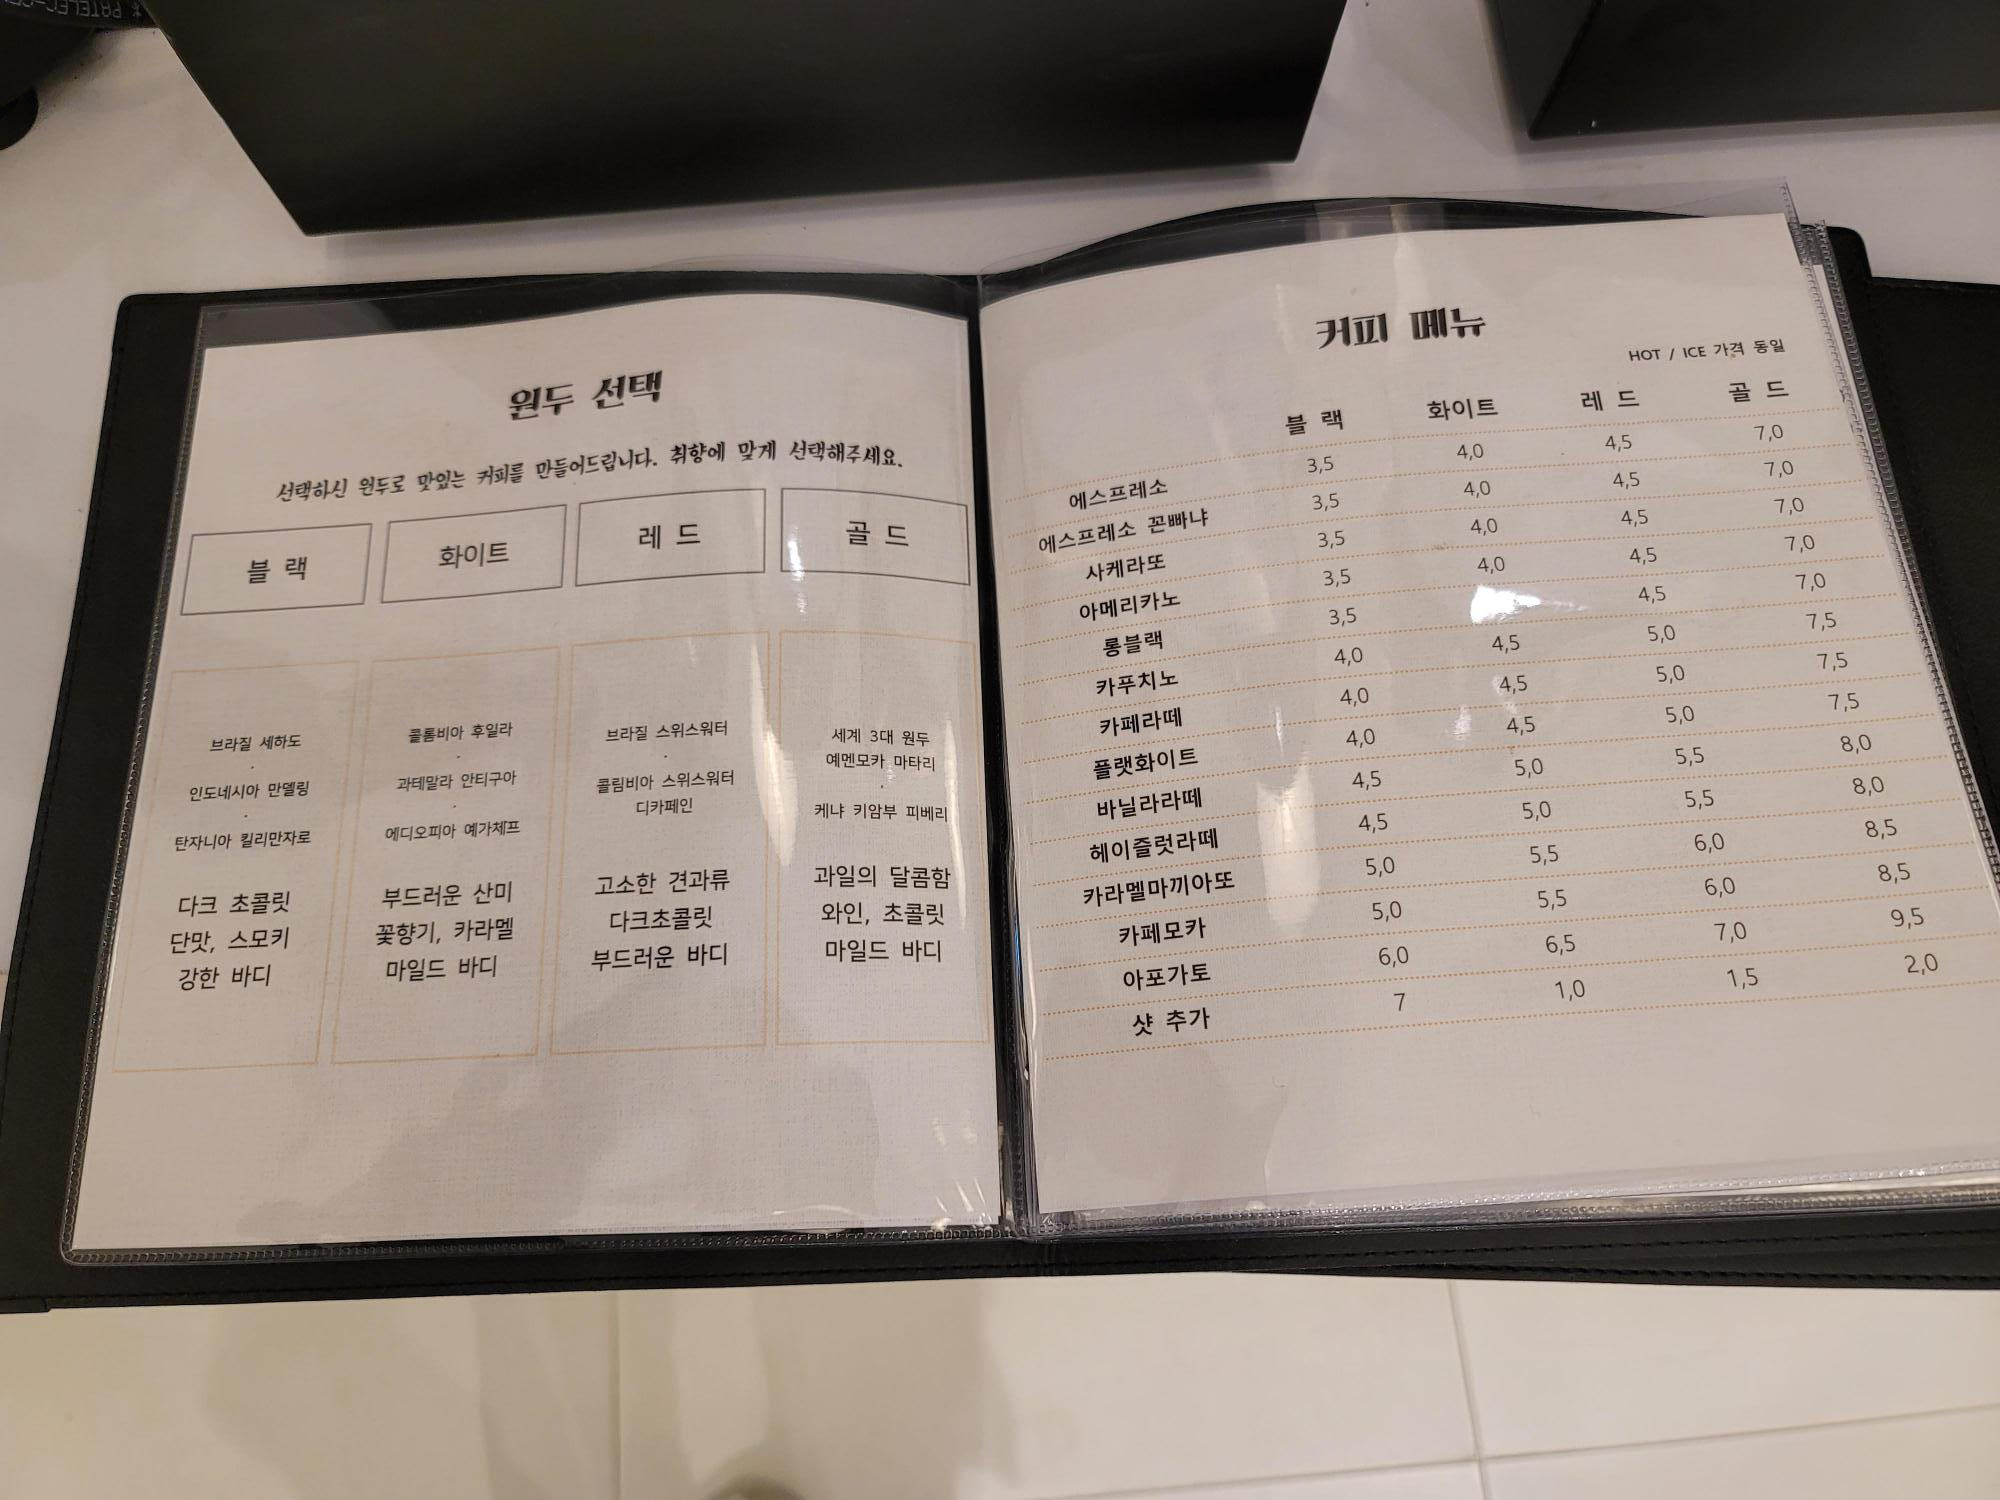 원두 선택
선택하신 원두로 맛있는 커피를 만들어드립니다. 취향에 맞게 선택해주세요.
블 랙
화이트
레 드
골 드
브라질 세하도
·
인도네시아 만델링
·
탄자니아 킬리만자로
다크 초콜릿
단맛, 스모키
강한 바디
콜롬비아 후일라
·
과테말라 안티구아
·
에디오피아 예가체프
부드러운 산미
꽃향기, 카라멜
마일드 바디
브라질 스위스워터
·
콜림비아 스위스워터
디카페인
고소한 견과류
다크초콜릿
부드러운 바디
세계 3대 원두
예멘모카 마타리
·
케냐 키암부 피베리
과일의 달콤함
와인, 초콜릿
마일드 바디
커피 메뉴
HOT / ICE 가격 동일
블 랙 화이트 레 드 골 드
에스프레소 3,5 4,0 4,5 7,0
에스프레소 꼰빠냐 3,5 4,0 4,5 7,0
사케라또 3,5 4,0 4,5 7,0
아메리카노 3,5 4,0 4,5 7,0
롱블랙 3,5 4,5 7,0
카푸치노 4,0 4,5 5,0 7,5
카페라떼 4,0 4,5 5,0 7,5
플랫화이트 4,0 4,5 5,0 7,5
바닐라라떼 4,5 5,0 5,5 8,0
헤이즐럿라떼 4,5 5,0 5,5 8,0
카라멜마끼아또 5,0 5,5 6,0 8,5
카페모카 5,0 5,5 6,0 8,5
아포가토 6,0 6,5 7,0 9,5
샷 추가 7 1,0 1,5 2,0